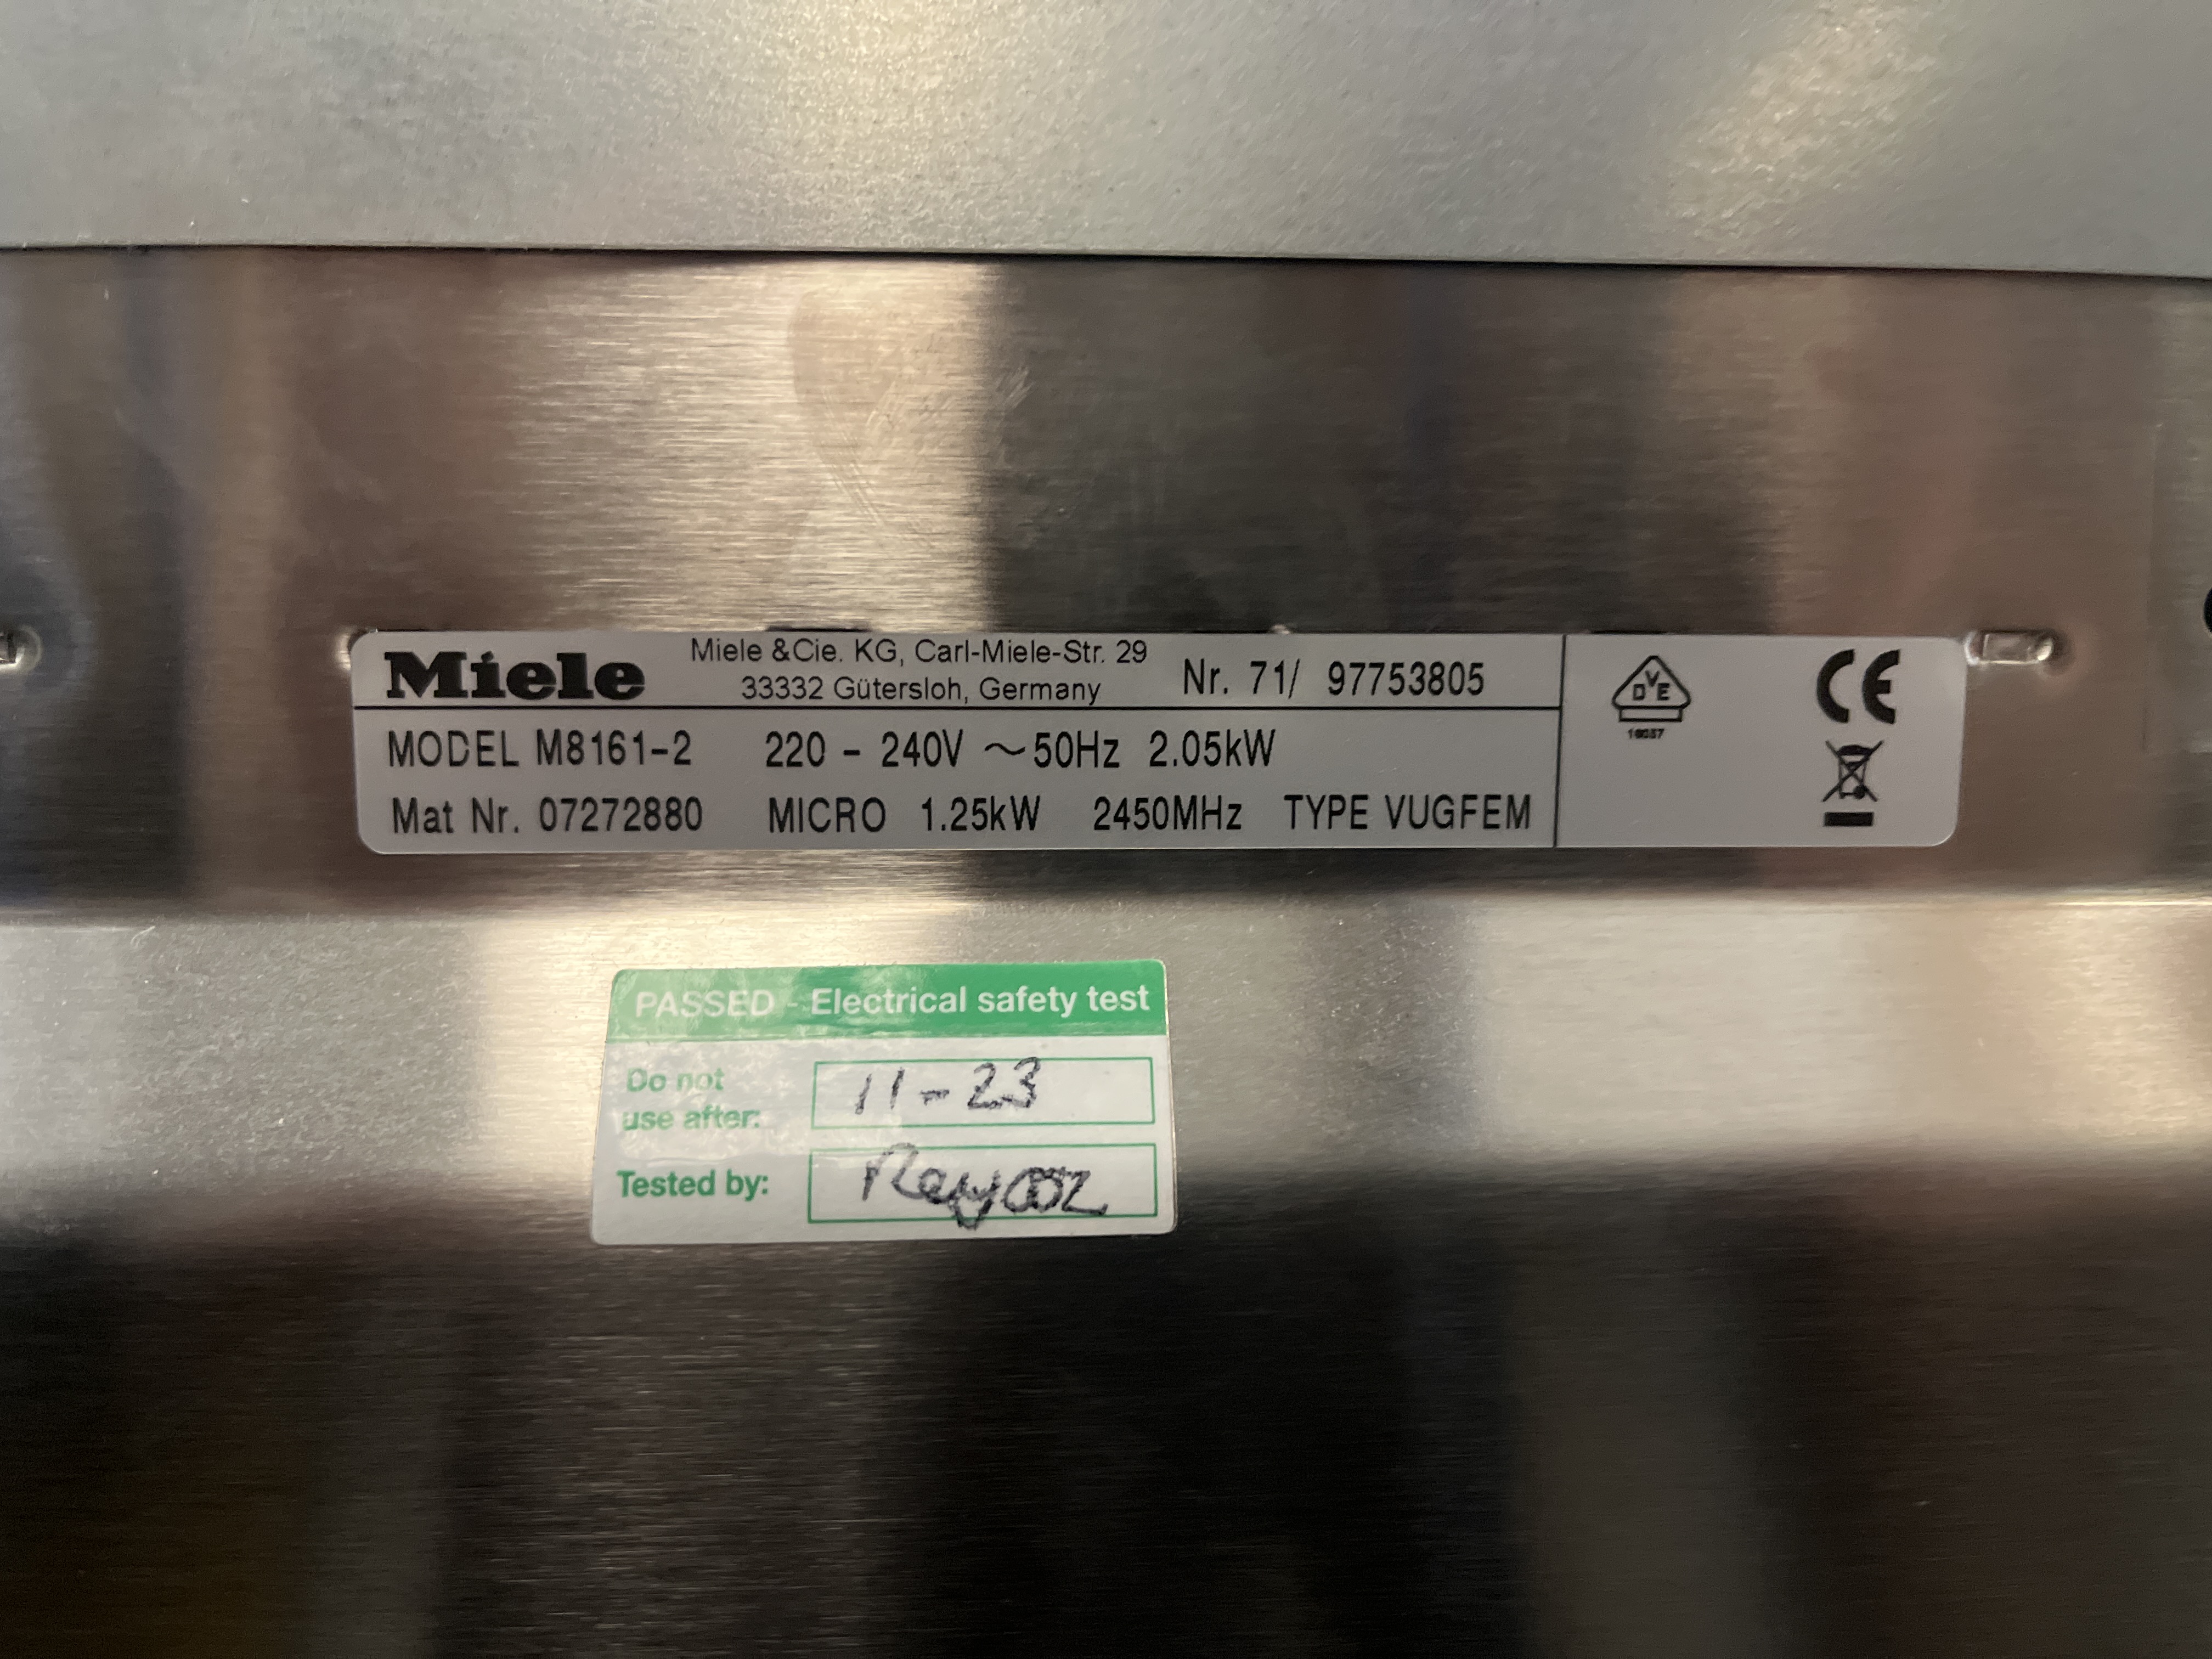 Miele
Miele &Cie. KG, Carl-Miele-Str. 29
33332 Gütersloh, Germany
Nr. 71/ 97753805
MODEL M8161-2 220 - 240V ~50Hz 2.05kW
Mat Nr. 07272880 MICRO 1.25kW 2450MHz TYPE VUGFEM
DVE
CE
PASSED - Electrical safety test
Do not
use after:
11-23
Tested by: